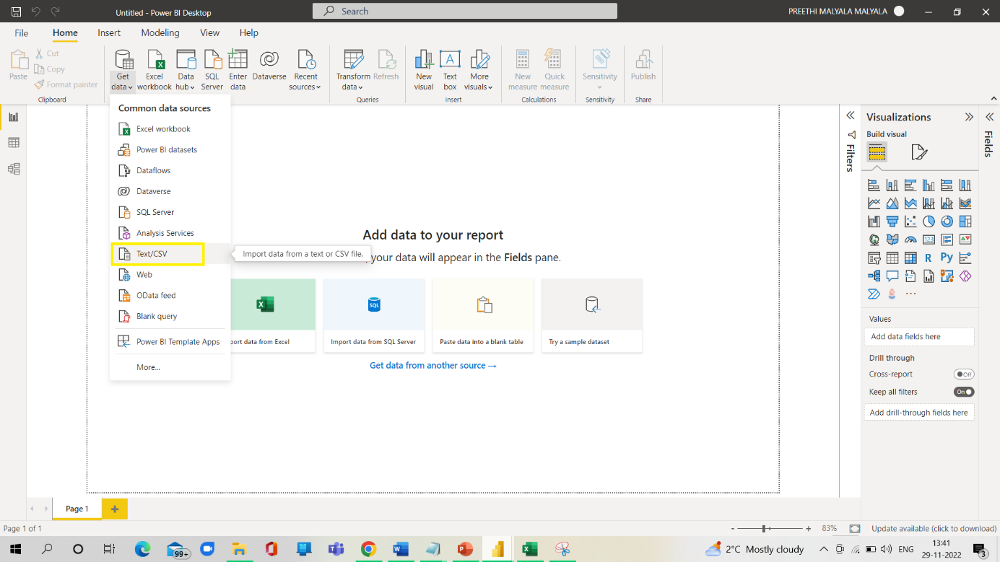 Untitled - Power BI Desktop
Search
PREETHI MALYALA MALYALA
File
Home
Insert
Modeling
View
Help
Paste
Cut
Copy
Format painter
Clipboard
Get data
Excel workbook
Data hub
SQL Server
Enter data
Dataverse
Recent sources
Transform data
Refresh
Queries
New visual
Text box
More visuals
Insert
New measure
Quick measure
Calculations
Sensitivity
Sensitivity
Publish
Share
Common data sources
Excel workbook
Power BI datasets
Dataflows
Dataverse
SQL Server
Analysis Services
Text/CSV
Web
OData feed
Blank query
Power BI Template Apps
More...
Import data from a text or CSV file.
Add data to your report
your data will appear in the Fields pane.
port data from Excel
Import data from SQL Server
Paste data into a blank table
Try a sample dataset
SQL
Get data from another source →
Filters
Visualizations
Build visual
123
R
Py
Values
Add data fields here
Drill through
Cross-report
Off
Keep all filters
On
Add drill-through fields here
Fields
Page 1
Page 1 of 1
- + 83%
Update available (click to download)
99+
2°C Mostly cloudy
ENG
13:41
29-11-2022
3